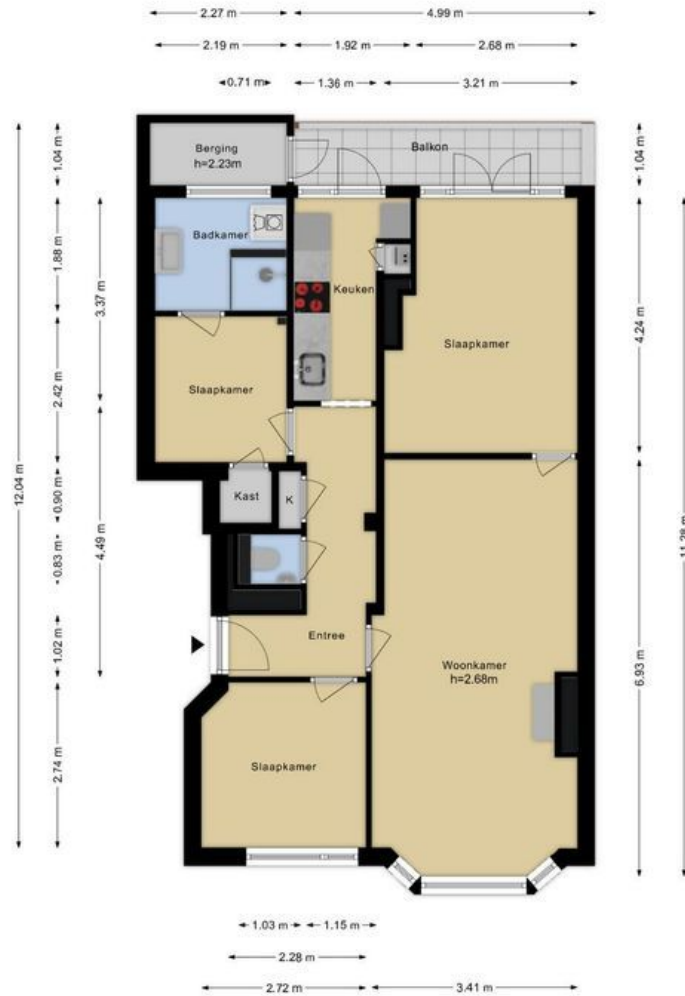 2.27 m
4.99 m
2.19 m
1.92 m
2.68 m
0.71 m
1.36 m
3.21 m
Berging
h=2.23m
Balkon
1.04 m
1.04 m
Badkamer
1.88 m
3.37 m
Keuken
4.24 m
Slaapkamer
Slaapkamer
2.42 m
12.04 m
11.28 m
0.90 m
Kast
K
4.49 m
0.83 m
1.02 m
Entree
Woonkamer
h=2.68m
6.93 m
2.74 m
Slaapkamer
1.03 m
1.15 m
2.28 m
2.72 m
3.41 m